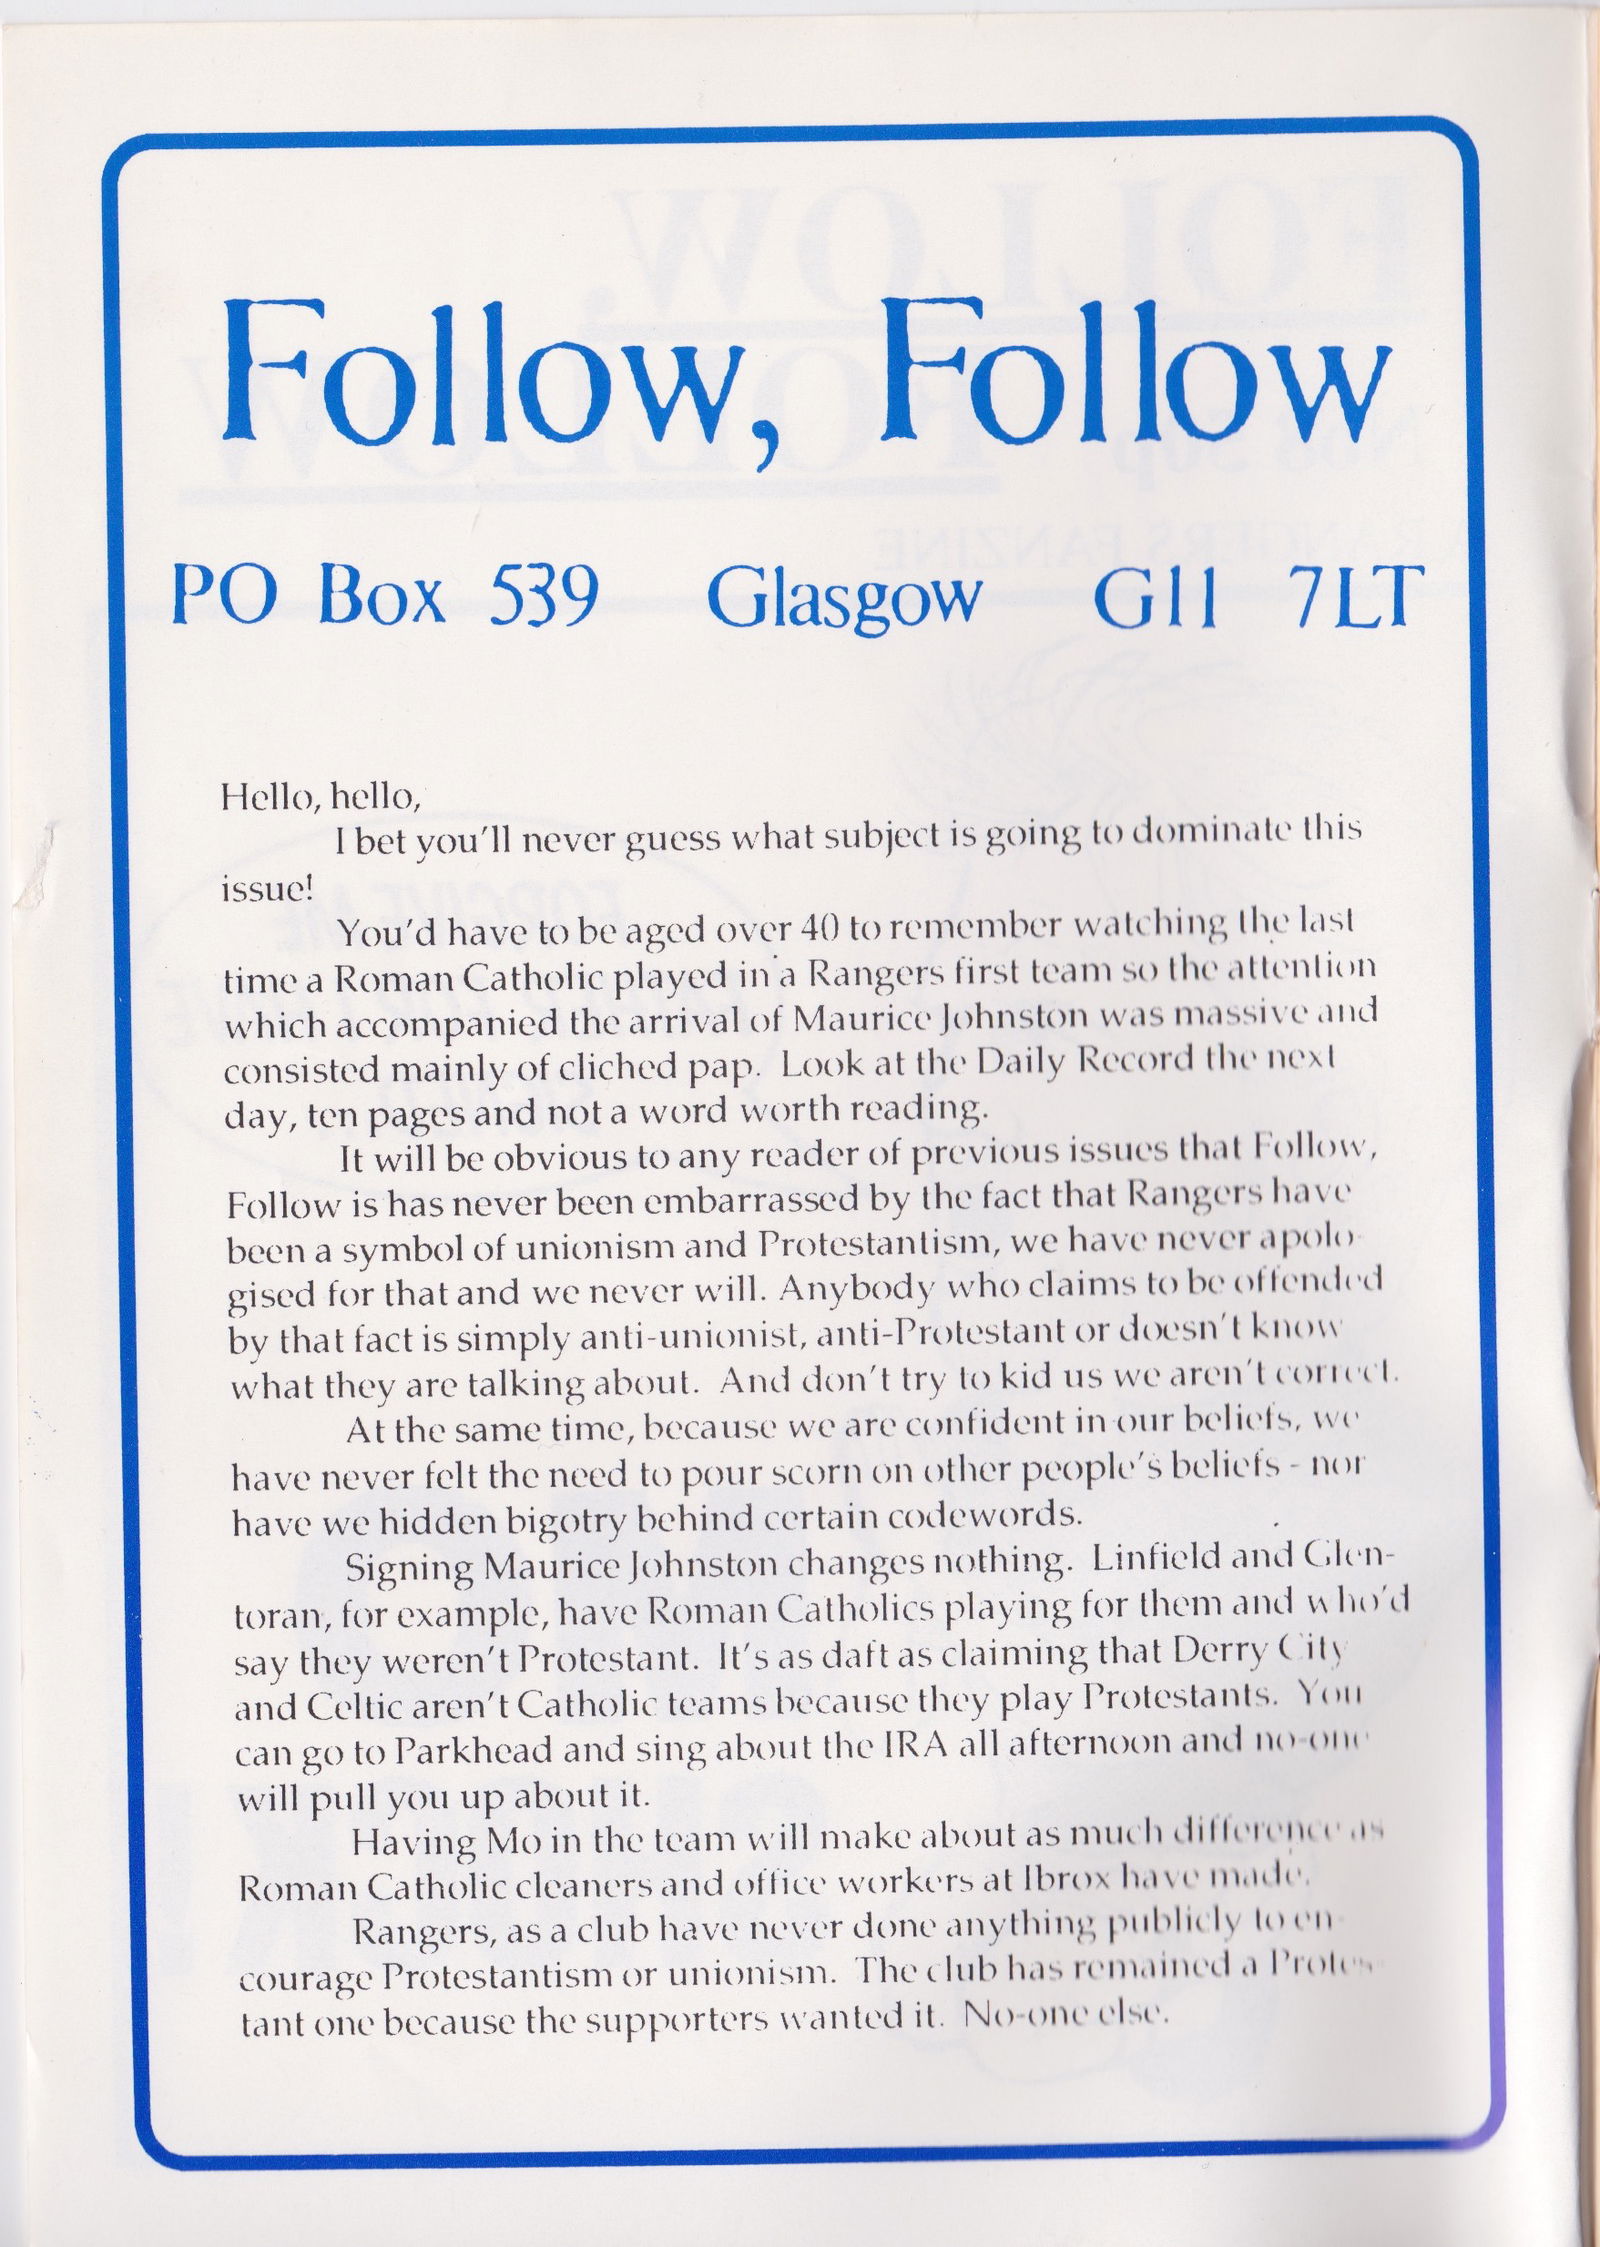 Follow, Follow
PO Box 539 Glasgow G11 7LT
Hello, hello,
I bet you'll never guess what subject is going to dominate this
issue!
You'd have to be aged over 40 to remember watching the last
time a Roman Catholic played in a Rangers first team so the attention
which accompanied the arrival of Maurice Johnston was massive and
consisted mainly of cliched pap. Look at the Daily Record the next
day, ten pages and not a word worth reading.
It will be obvious to any reader of previous issues that Follow,
Follow is has never been embarrassed by the fact that Rangers have
been a symbol of unionism and Protestantism, we have never apolo-
gised for that and we never will. Anybody who claims to be offended
by that fact is simply anti-unionist, anti-Protestant or doesn't know
what they are talking about. And don't try to kid us we aren't correct.
At the same time, because we are confident in our beliefs, we
have never felt the need to pour scorn on other people's beliefs - nor
have we hidden bigotry behind certain codewords.
Signing Maurice Johnston changes nothing. Linfield and Glen-
toran, for example, have Roman Catholics playing for them and who'd
say they weren't Protestant. It's as daft as claiming that Derry City
and Celtic aren't Catholic teams because they play Protestants. You
can go to Parkhead and sing about the IRA all afternoon and no-one
will pull you up about it.
Having Mo in the team will make about as much difference as
Roman Catholic cleaners and office workers at Ibrox have made.
Rangers, as a club have never done anything publicly to en-
courage Protestantism or unionism. The club has remained a Protes-
tant one because the supporters wanted it. No-one else.